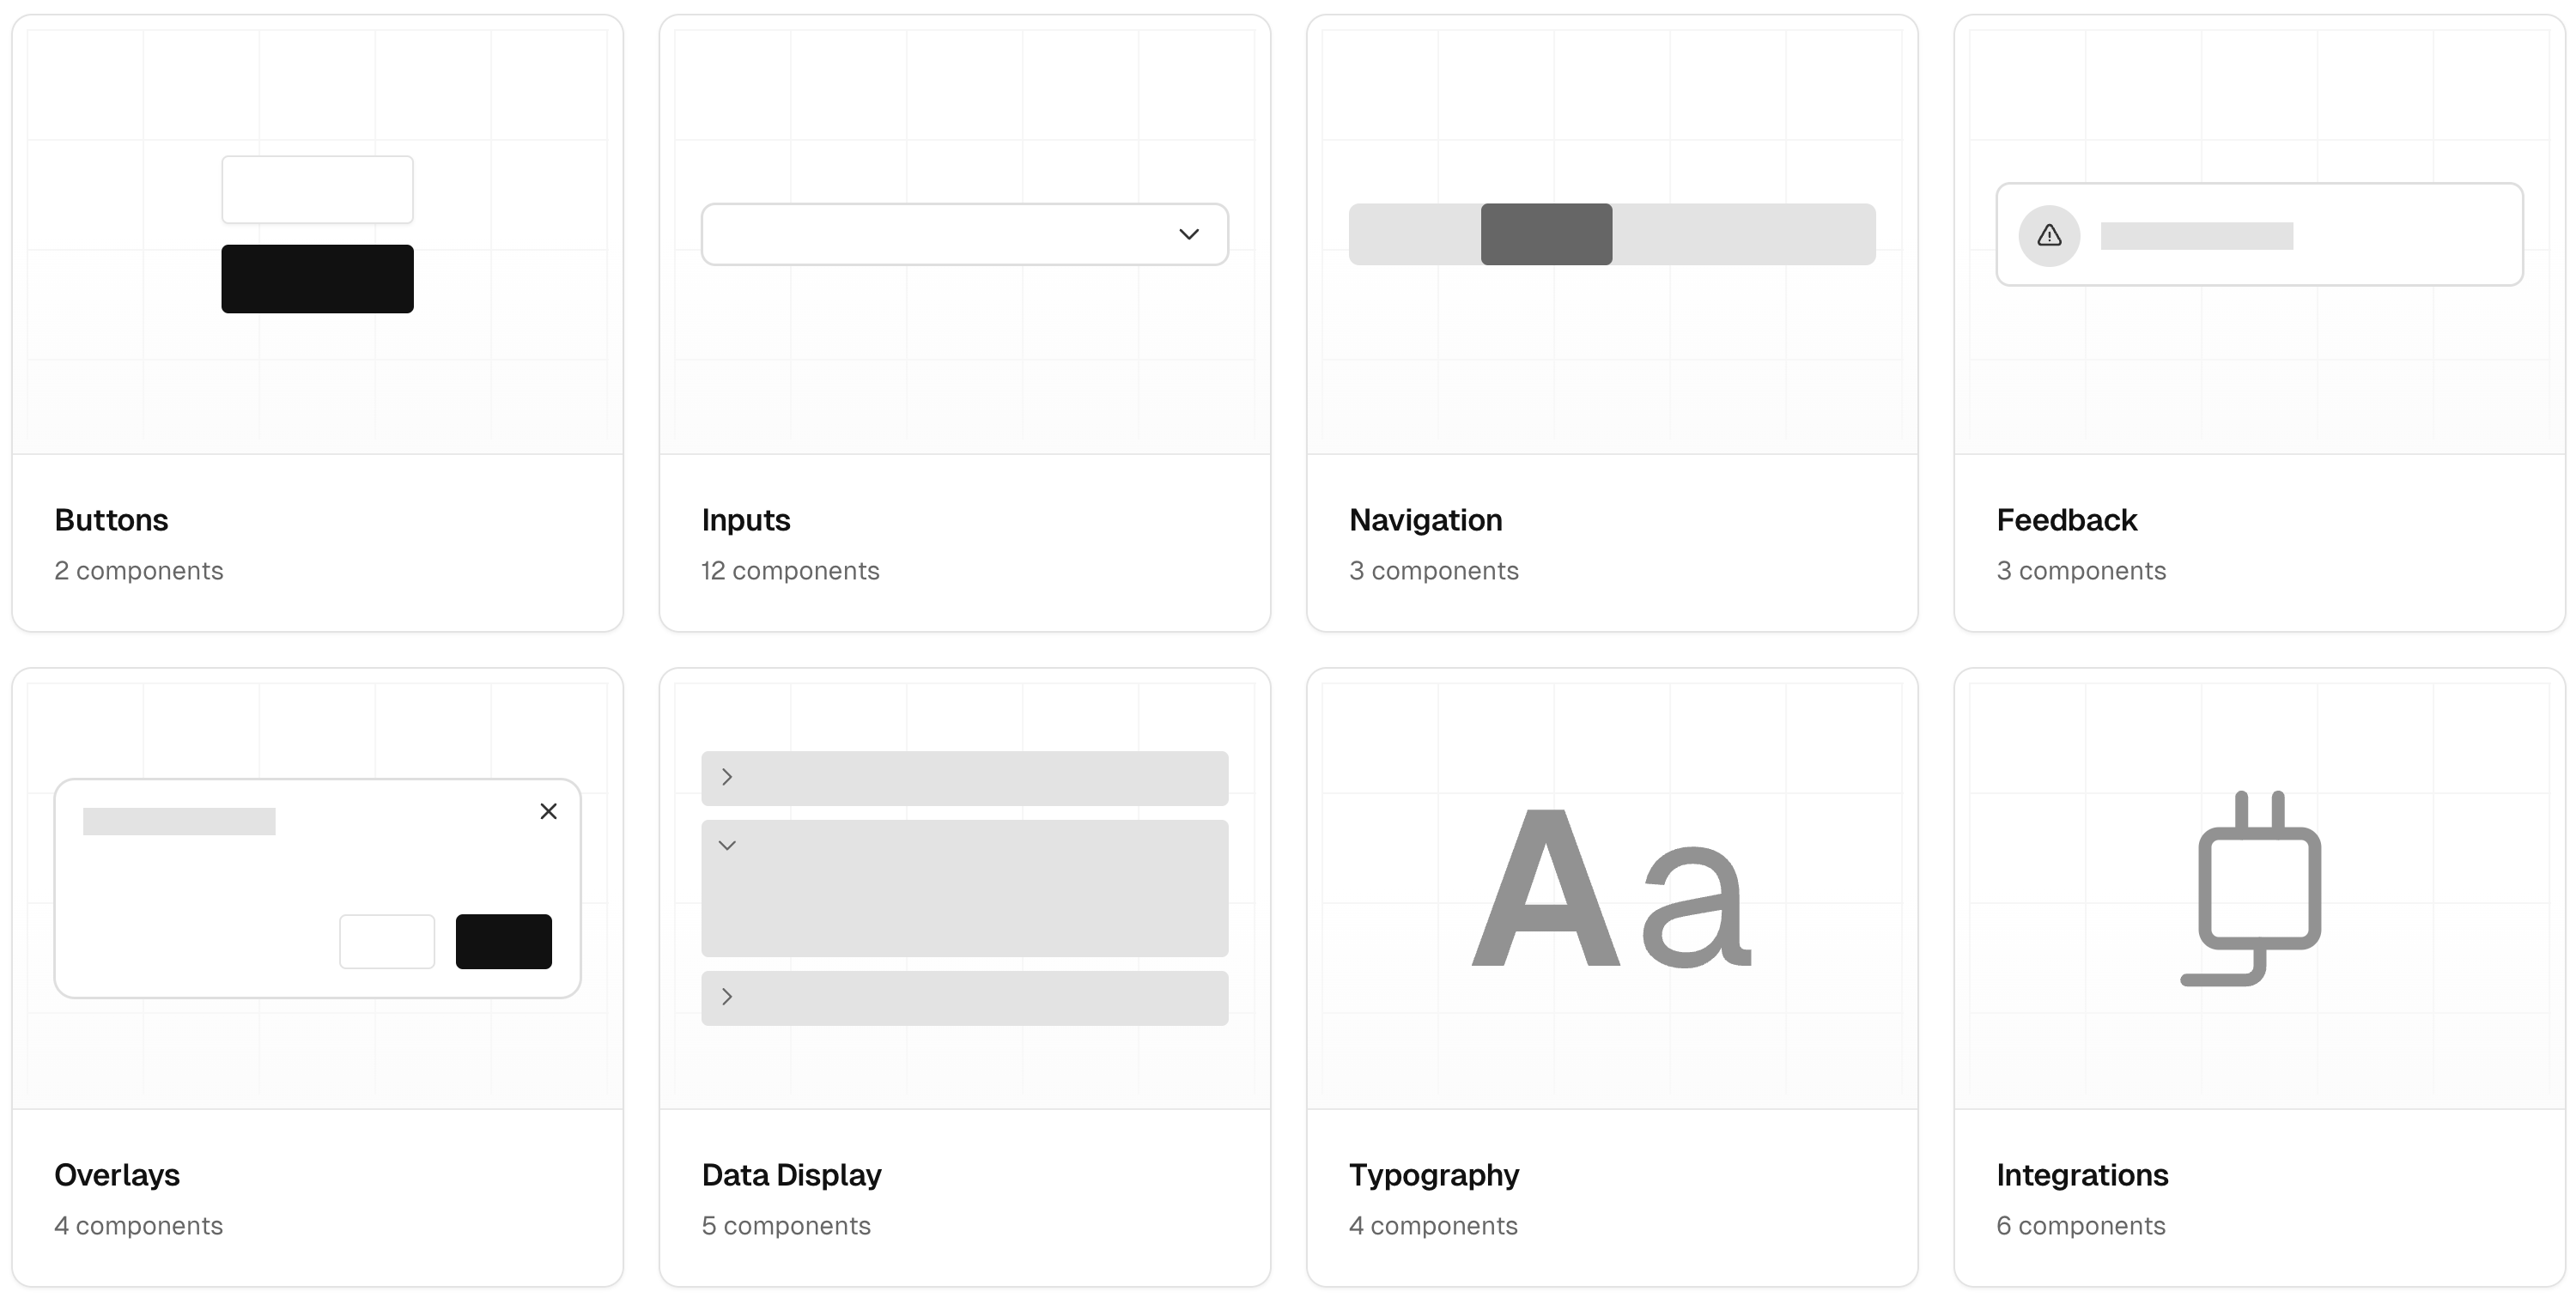 Buttons
2 components
Inputs
12 components
Navigation
3 components
Feedback
3 components
Overlays
4 components
Data Display
5 components
Aa
Typography
4 components
Integrations
6 components